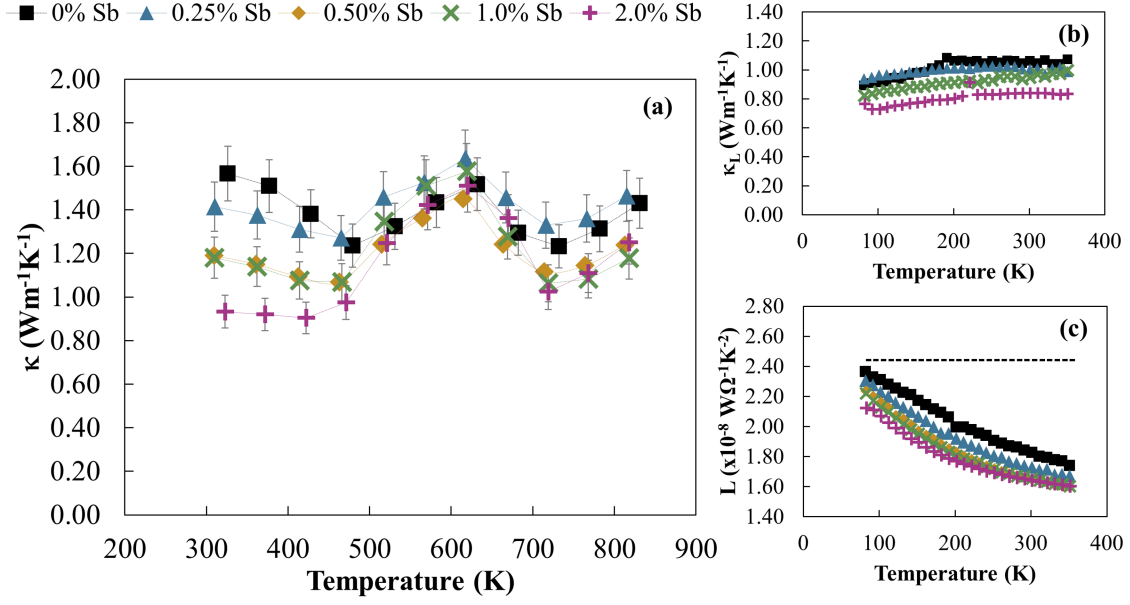 0% Sb 0.25% Sb 0.50% Sb 1.0% Sb 2.0% Sb
(a)
κ (Wm⁻¹K⁻¹)
2.00
1.80
1.60
1.40
1.20
1.00
0.80
0.60
0.40
0.20
0.00
200 300 400 500 600 700 800 900
Temperature (K)
(b)
κL (Wm⁻¹K⁻¹)
1.40
1.20
1.00
0.80
0.60
0.40
0.20
0.00
0 100 200 300 400
Temperature (K)
(c)
L (x10⁻⁸ WΩ⁻¹K⁻²)
2.80
2.60
2.40
2.20
2.00
1.80
1.60
1.40
0 100 200 300 400
Temperature (K)